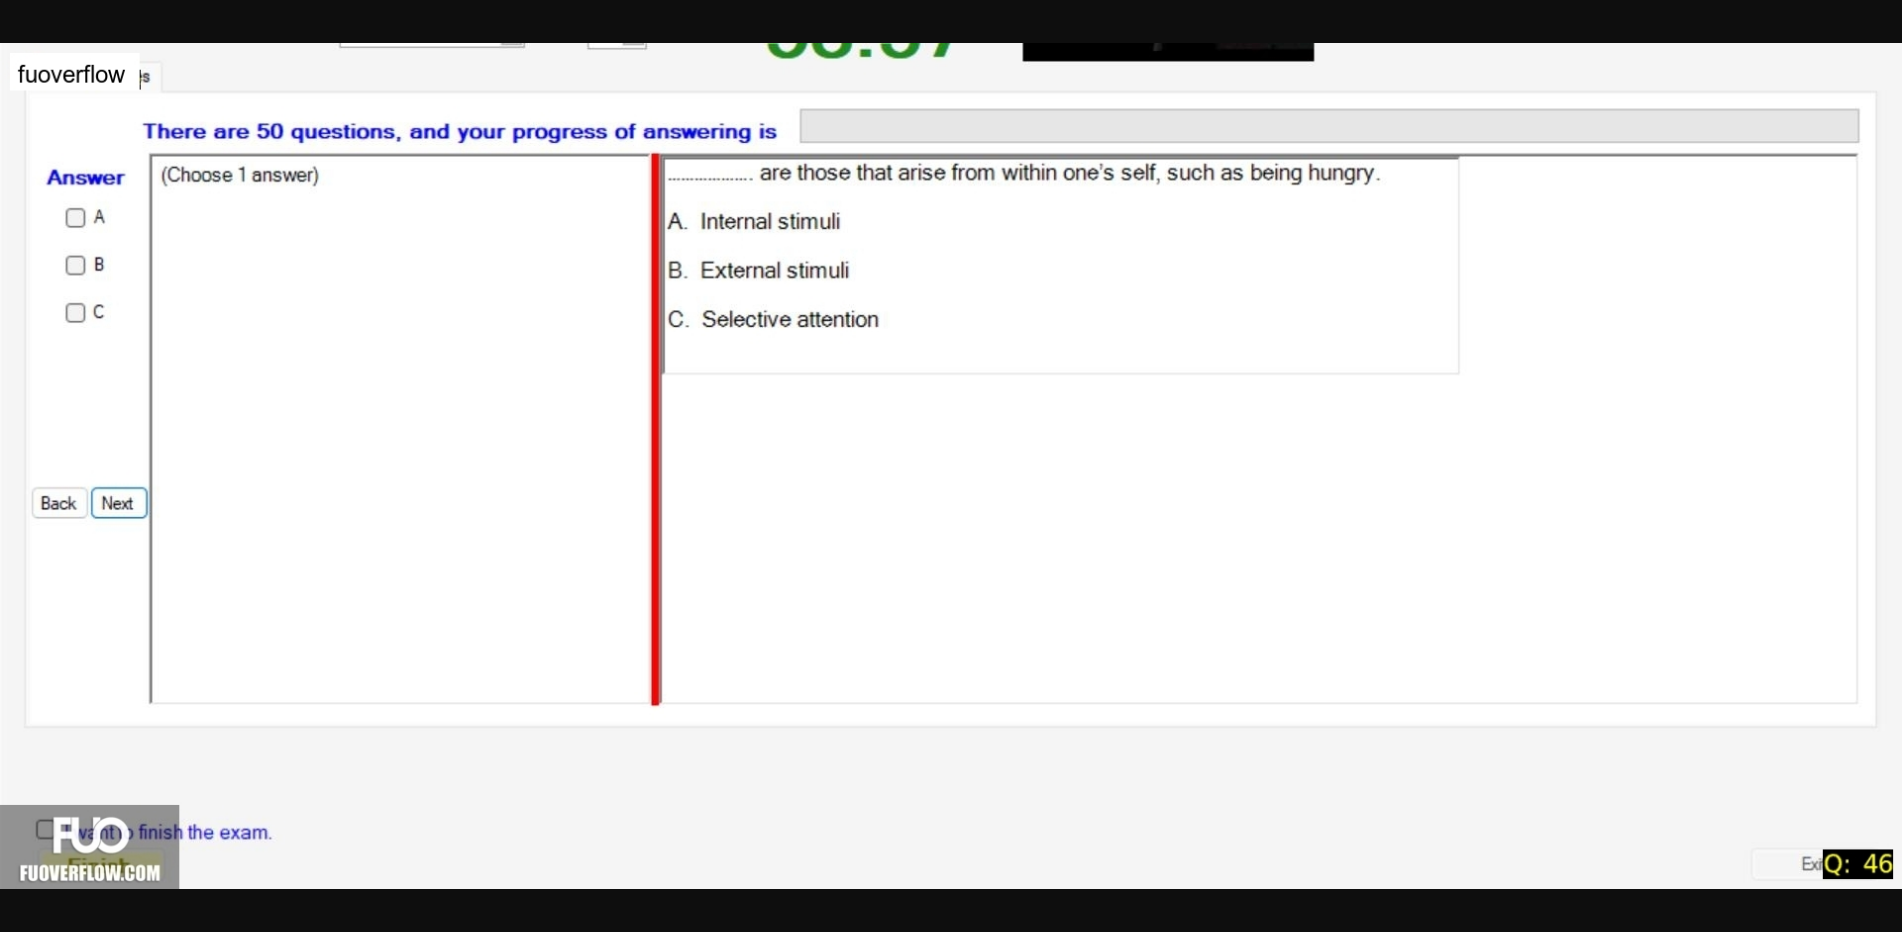 fuoverflow
There are 50 questions, and your progress of answering is
Answer
(Choose 1 answer)
A
B
C
Back
Next
.................. are those that arise from within one's self, such as being hungry.
A. Internal stimuli
B. External stimuli
C. Selective attention
FUO
finish the exam.
FUOVERFLOW.COM
Q: 46